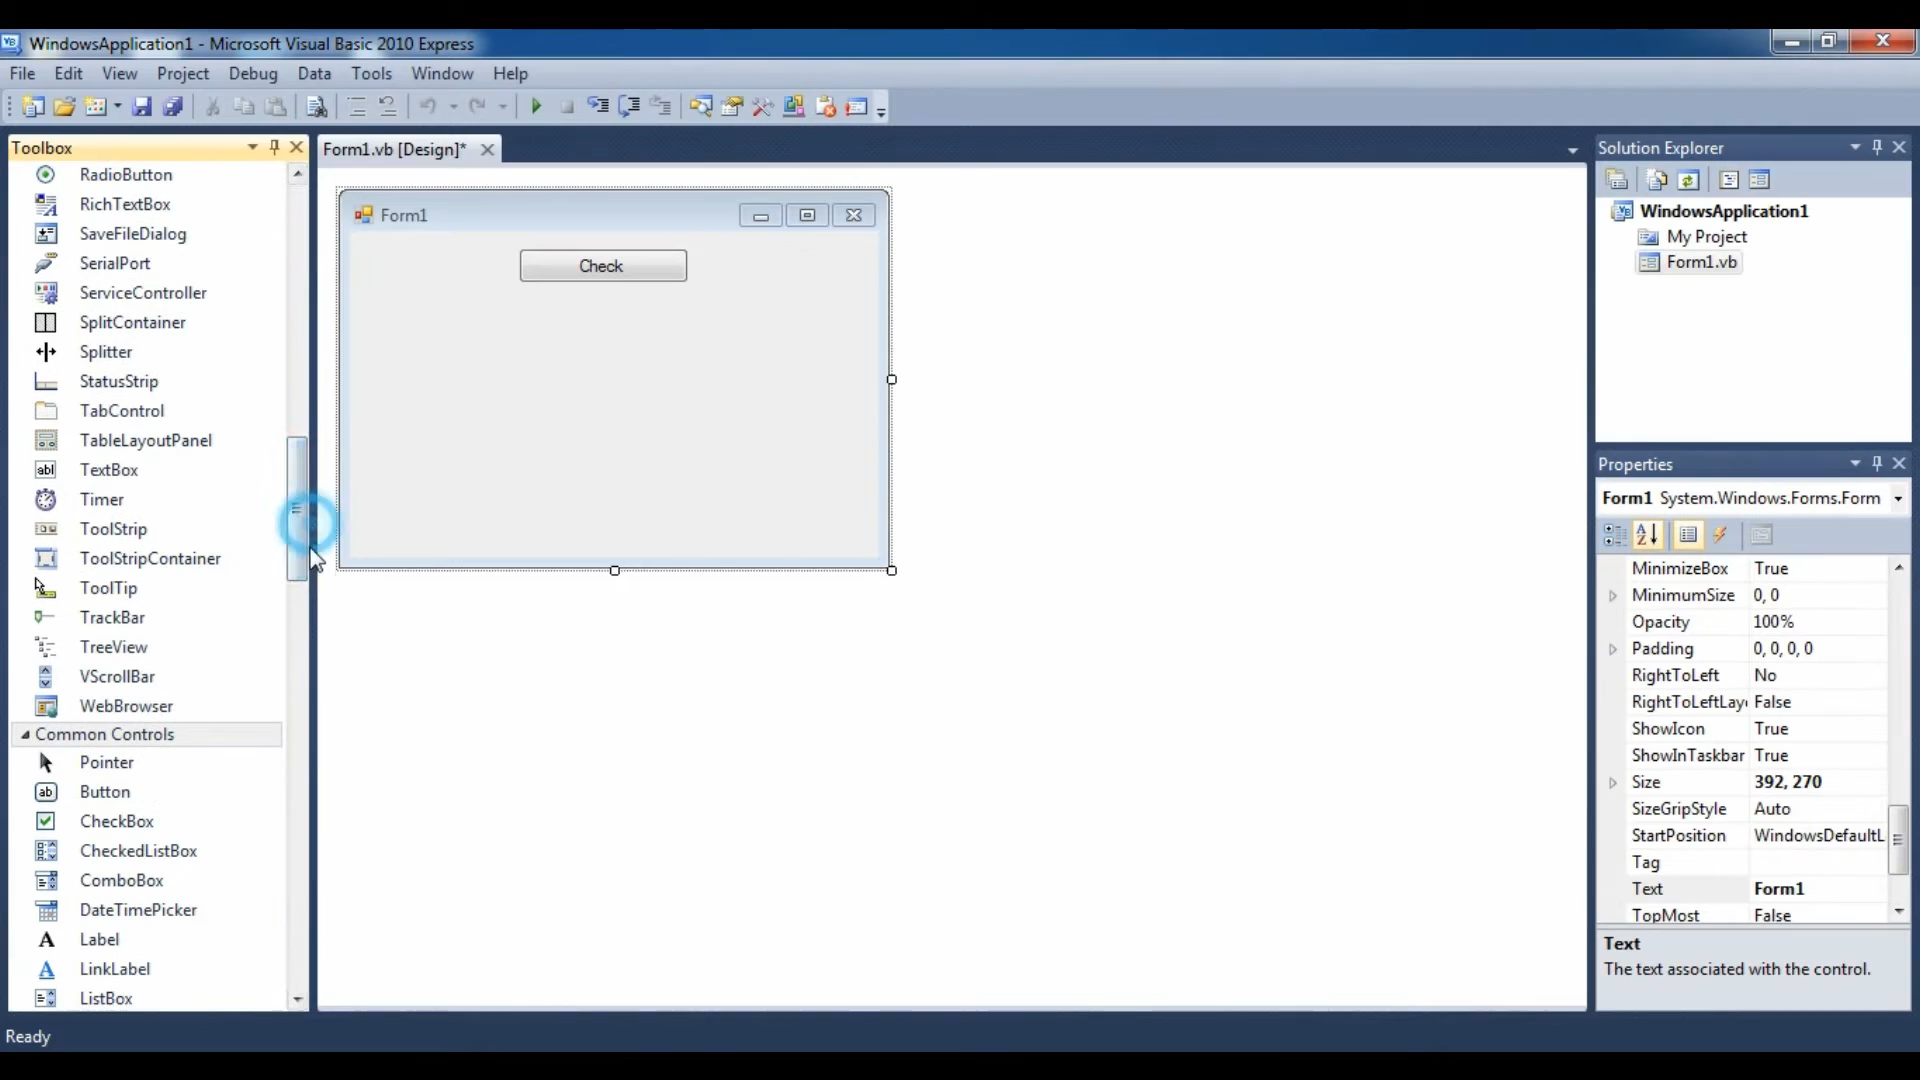 WindowsApplication1 - Microsoft Visual Basic 2010 Express
File Edit View Project Debug Data Tools Window Help
Toolbox
RadioButton
RichTextBox
SaveFileDialog
SerialPort
ServiceController
SplitContainer
Splitter
StatusStrip
TabControl
TableLayoutPanel
TextBox
Timer
ToolStrip
ToolStripContainer
ToolTip
TrackBar
TreeView
VScrollBar
WebBrowser
Common Controls
Pointer
Button
CheckBox
CheckedListBox
ComboBox
DateTimePicker
Label
LinkLabel
ListBox
Form1.vb [Design]*
Form1
Check
Solution Explorer
WindowsApplication1
My Project
Form1.vb
Properties
Form1 System.Windows.Forms.Form
MinimizeBox True
MinimumSize 0, 0
Opacity 100%
Padding 0, 0, 0, 0
RightToLeft No
RightToLeftLay False
ShowIcon True
ShowInTaskbar True
Size 392, 270
SizeGripStyle Auto
StartPosition WindowsDefaultL
Tag
Text Form1
TopMost False
Text
The text associated with the control.
Ready